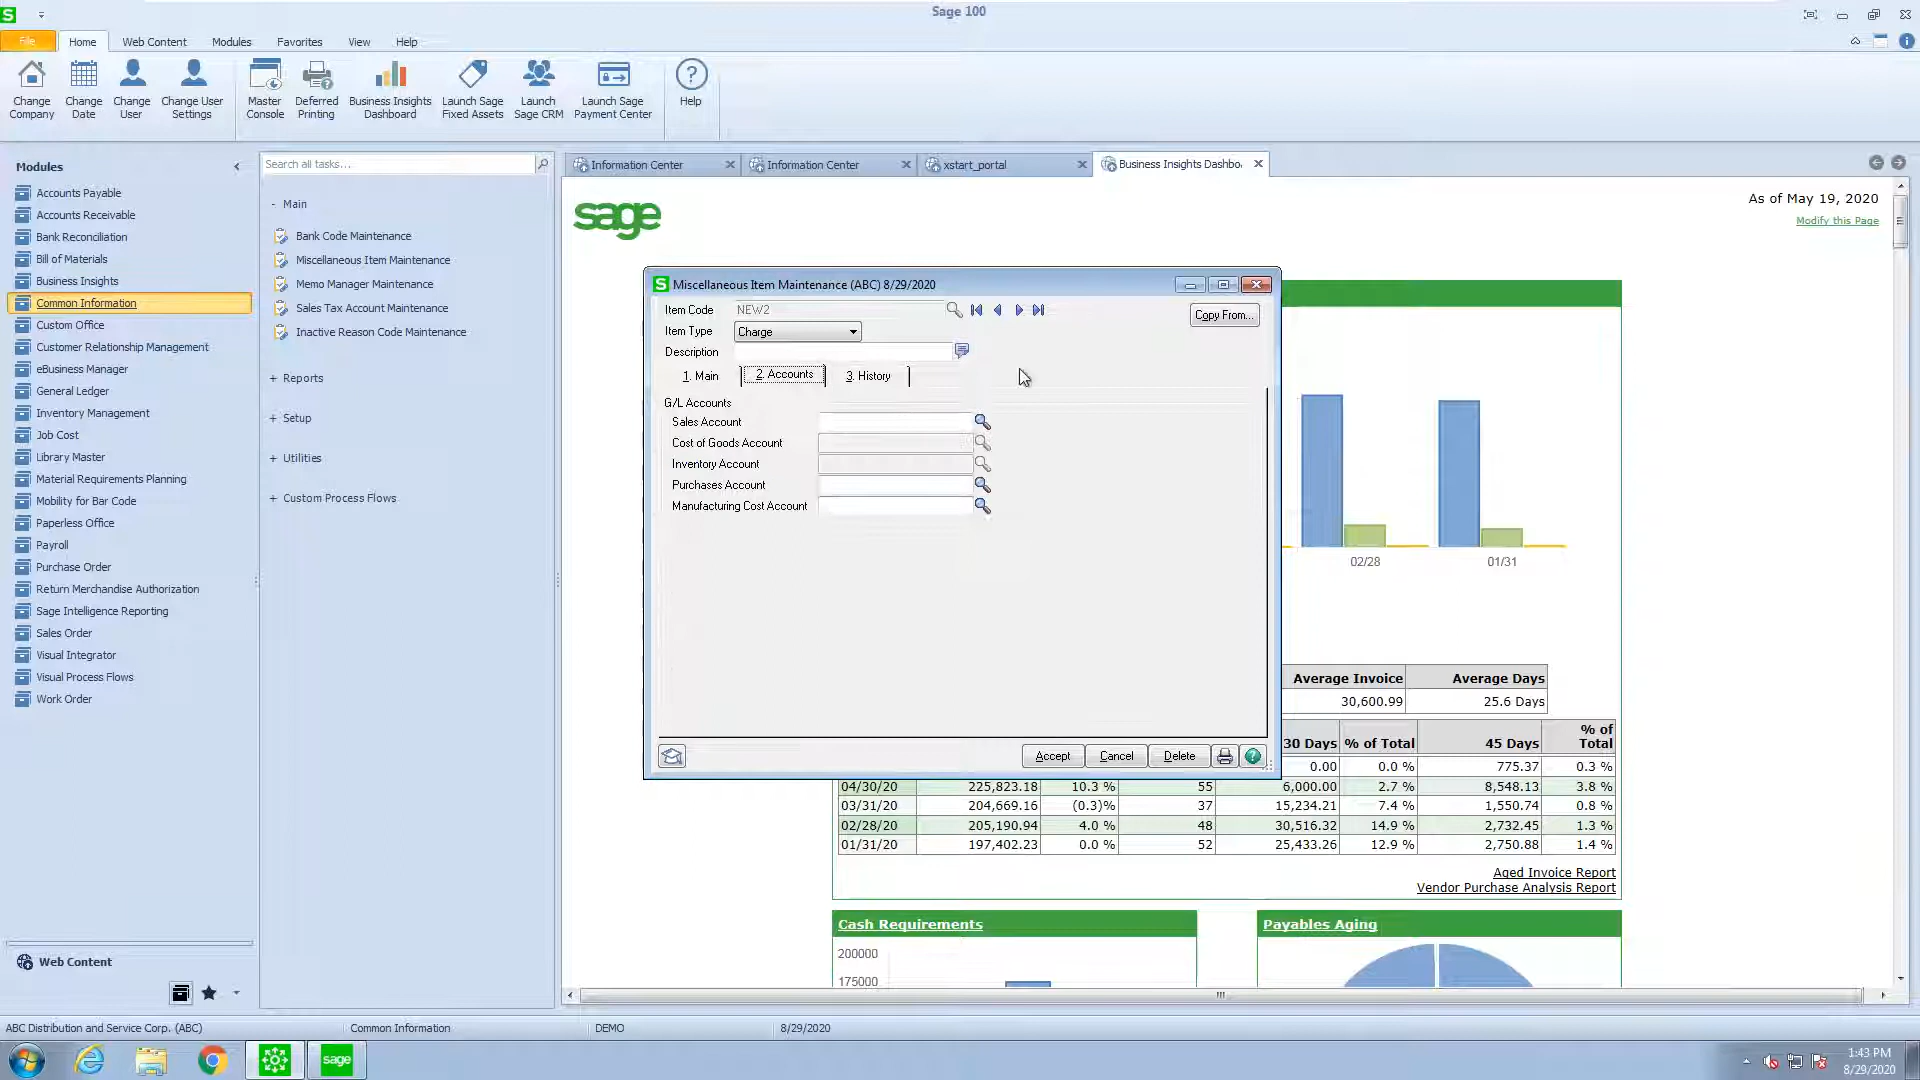 Sage 100
File
Home
Web Content
Modules
Favorites
View
Help
Change Company
Change Date
Change User
Change User Settings
Master Console
Deferred Printing
Business Insights Dashboard
Launch Sage Fixed Assets
Launch Sage CRM
Launch Sage Payment Center
Help
Modules
Accounts Payable
Accounts Receivable
Bank Reconciliation
Bill of Materials
Business Insights
Common Information
Custom Office
Customer Relationship Management
eBusiness Manager
General Ledger
Inventory Management
Job Cost
Library Master
Material Requirements Planning
Mobility for Bar Code
Paperless Office
Payroll
Purchase Order
Return Merchandise Authorization
Sage Intelligence Reporting
Sales Order
Visual Integrator
Visual Process Flows
Work Order
Web Content
Search all tasks...
- Main
Bank Code Maintenance
Miscellaneous Item Maintenance
Memo Manager Maintenance
Sales Tax Account Maintenance
Inactive Reason Code Maintenance
+ Reports
+ Setup
+ Utilities
+ Custom Process Flows
Information Center
Information Center
xstart_portal
Business Insights Dashbo.
sage
As of May 19, 2020
Modify this Page
Miscellaneous Item Maintenance (ABC) 8/29/2020
Item Code NEW2
Copy From...
Item Type Charge
Description
1. Main
2. Accounts
3. History
G/L Accounts
Sales Account
Cost of Goods Account
Inventory Account
Purchases Account
Manufacturing Cost Account
Accept
Cancel
Delete
02/28
01/31
Average Invoice Average Days
30,600.99 25.6 Days
30 Days % of Total 45 Days % of Total
0.00 0.0 % 775.37 0.3 %
04/30/20 225,823.18 10.3 % 55 6,000.00 2.7 % 8,548.13 3.8 %
03/31/20 204,669.16 (0.3)% 37 15,234.21 7.4 % 1,550.74 0.8 %
02/28/20 205,190.94 4.0 % 48 30,516.32 14.9 % 2,732.45 1.3 %
01/31/20 197,402.23 0.0 % 52 25,433.26 12.9 % 2,750.88 1.4 %
Aged Invoice Report
Vendor Purchase Analysis Report
Cash Requirements
200000
175000
Payables Aging
ABC Distribution and Service Corp. (ABC)
Common Information
DEMO
8/29/2020
sage
1:43 PM
8/29/2020